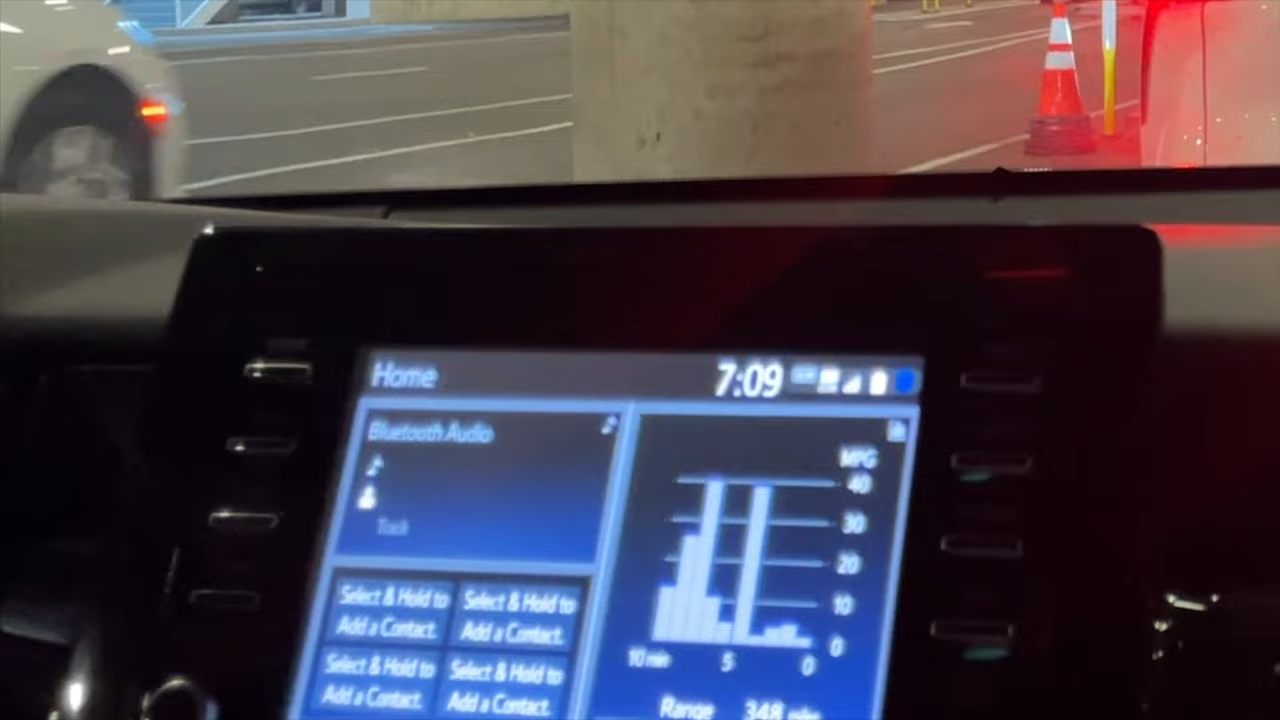 Home
7:09
Bluetooth Audio
Track
Select & Hold to
Add a Contact.
Select & Hold to
Add a Contact.
Select & Hold to
Add a Contact.
Select & Hold to
Add a Contact.
MPG
40
30
20
10
0
10 min 5 0
Range 348